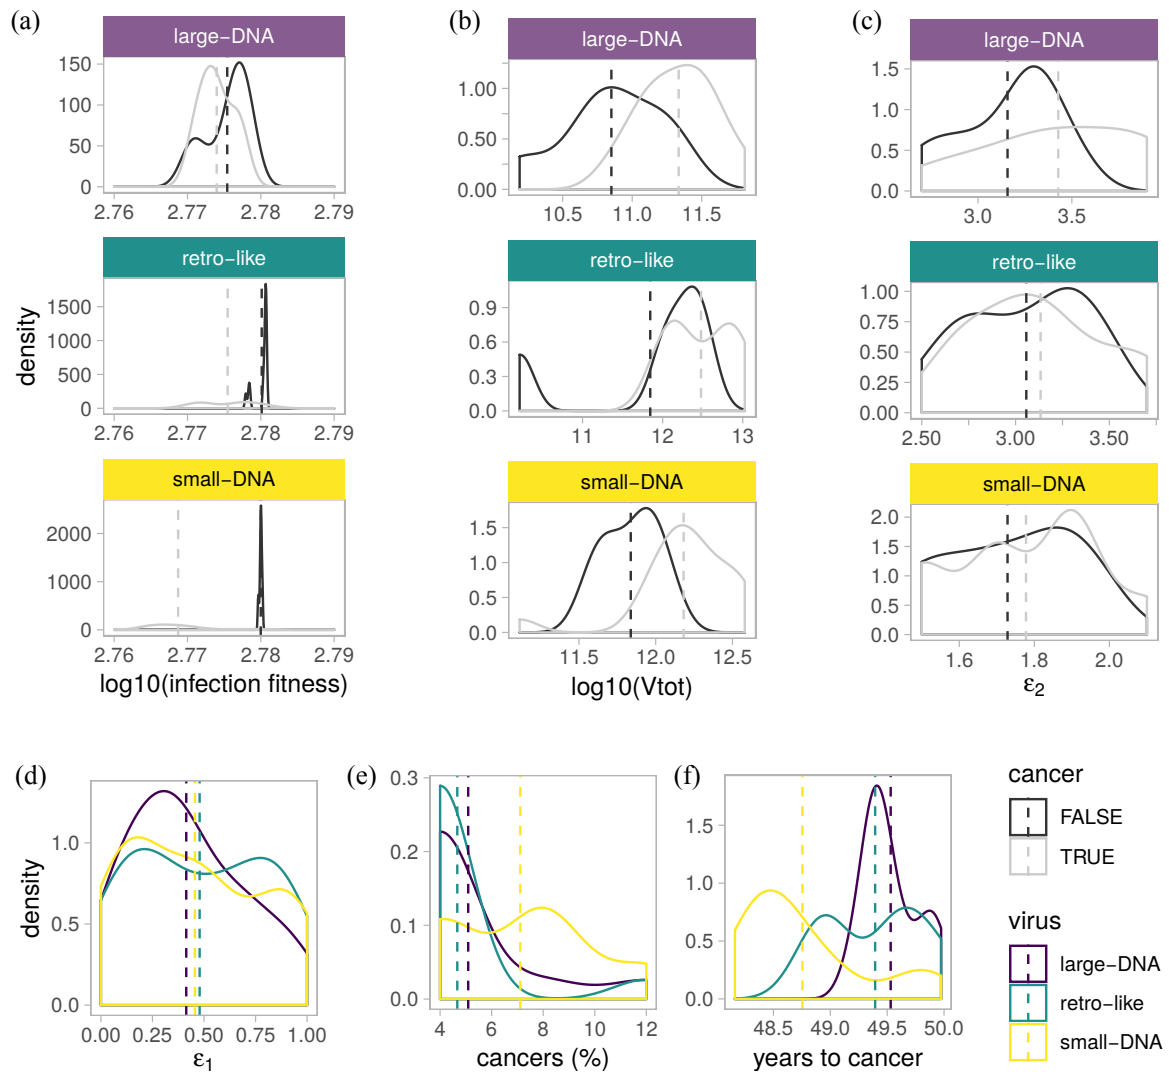 (a)
(b)
(c)
large−DNA
large−DNA
large−DNA
150
100
50
0
2.76 2.77 2.78 2.79
1.00
0.50
0.00
10.5 11.0 11.5
1.5
1.0
0.5
0.0
3.0 3.5
retro−like
retro−like
retro−like
density
1500
1000
500
0
2.76 2.77 2.78 2.79
0.9
0.6
0.3
0.0
11 12 13
1.00
0.75
0.50
0.25
0.00
2.50 3.00 3.50
small−DNA
small−DNA
small−DNA
2000
1000
0
2.76 2.77 2.78 2.79
log10(infection fitness)
1.5
1.0
0.5
0.0
11.5 12.0 12.5
log10(Vtot)
2.0
1.5
1.0
0.5
0.0
1.6 1.8 2.0
ε2
(d)
(e)
(f)
density
1.0
0.5
0.0
0.00 0.25 0.50 0.75 1.00
ε1
0.3
0.2
0.1
0.0
4 6 8 10 12
cancers (%)
1.5
1.0
0.5
0.0
48.5 49.0 49.5 50.0
years to cancer
cancer
FALSE
TRUE
virus
large−DNA
retro−like
small−DNA